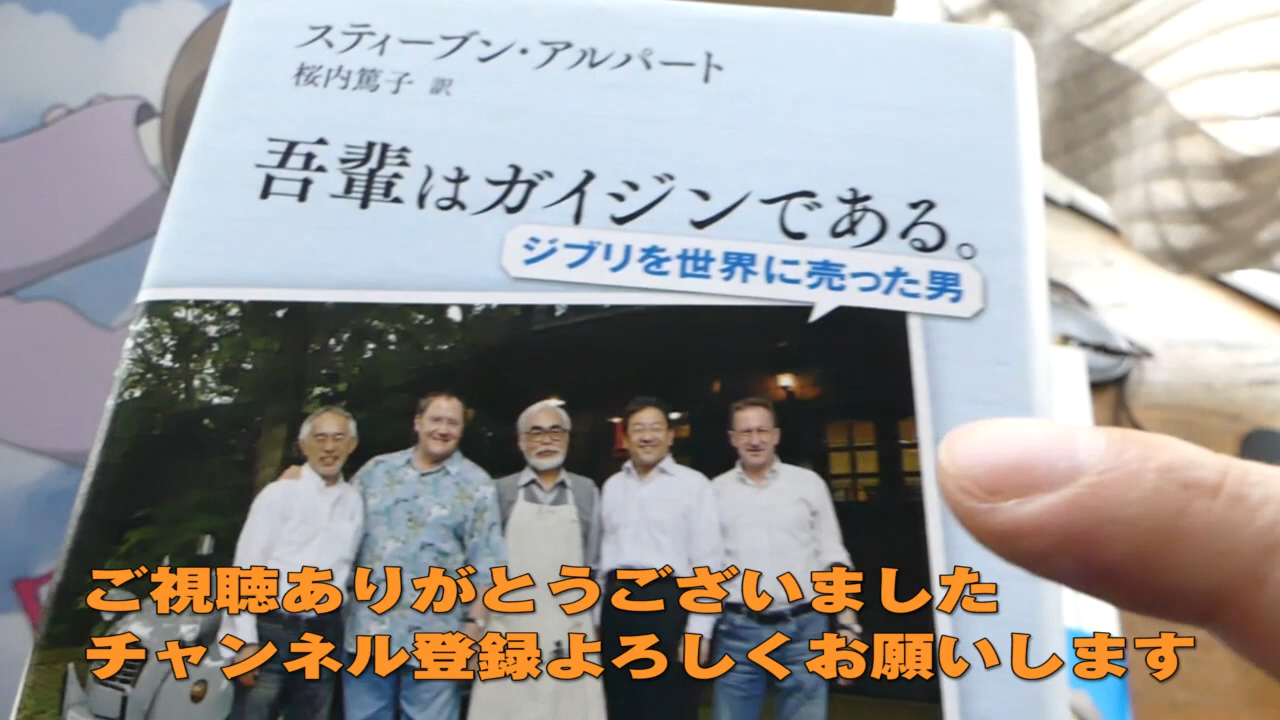 スティーブン・アルパート
桜内篤子 訳
吾輩はガイジンである。
ジブリを世界に売った男
ご視聴ありがとうございました
チャンネル登録よろしくお願いします